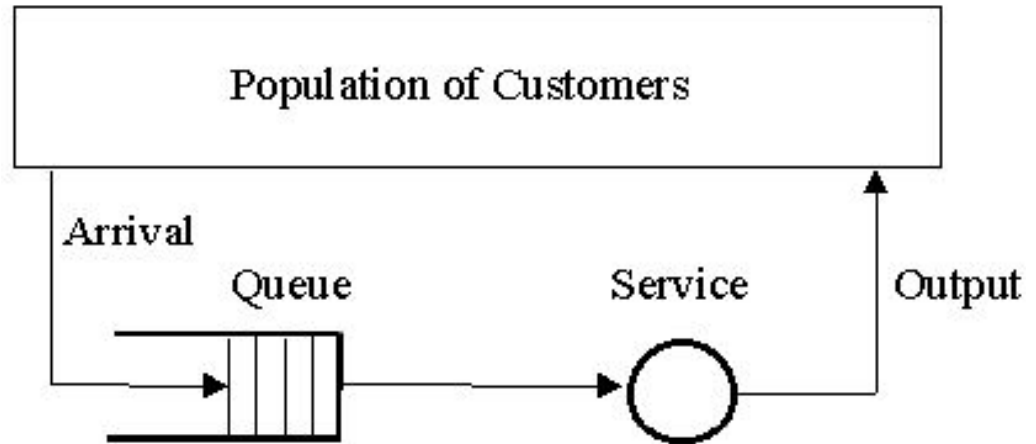 Population of Customers
Arrival
Queue
Service
Output